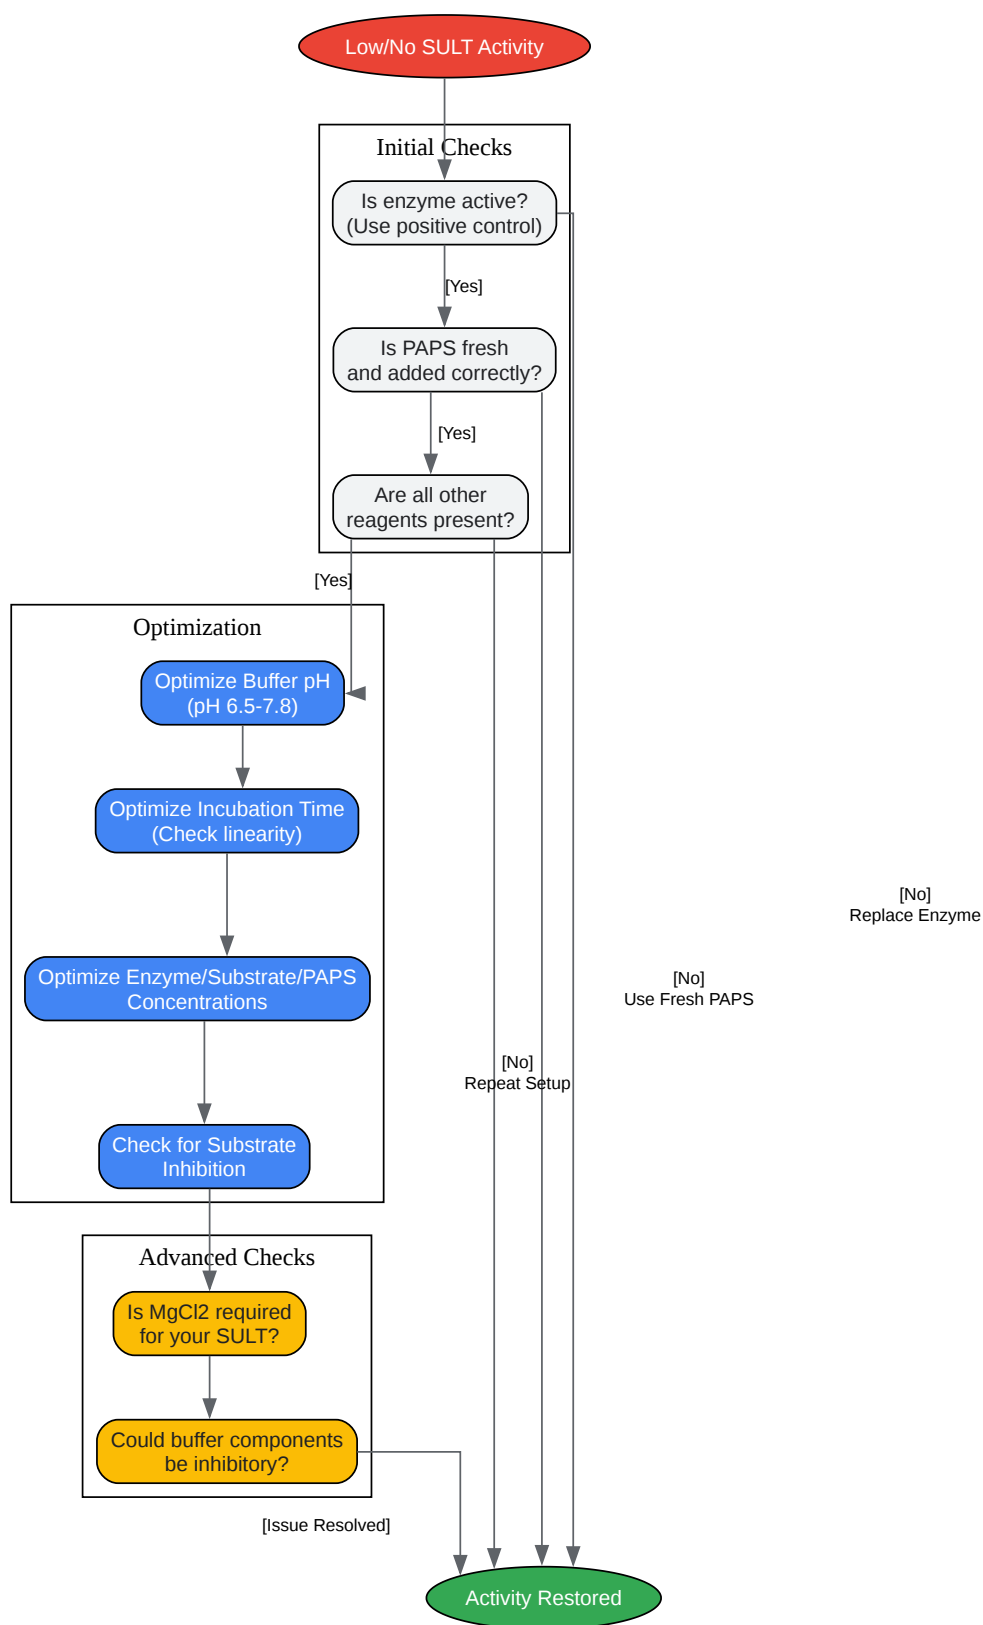 Low/No SULT Activity
Initial Checks
Is enzyme active?
(Use positive control)
[Yes]
Is PAPS fresh
and added correctly?
[Yes]
Are all other
reagents present?
[Yes]
Optimization
Optimize Buffer pH
(pH 6.5-7.8)
Optimize Incubation Time
(Check linearity)
[No]
Replace Enzyme
Optimize Enzyme/Substrate/PAPS
Concentrations
[No]
Use Fresh PAPS
[No]
Repeat Setup
Check for Substrate
Inhibition
Advanced Checks
Is MgCl2 required
for your SULT?
Could buffer components
be inhibitory?
[Issue Resolved]
Activity Restored